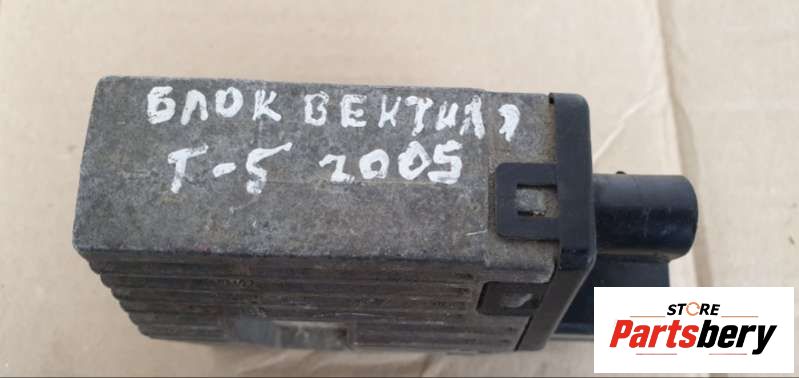 БЛОК ВЕНТИЛЯ
Т-5 2005
STORE
Partsbery